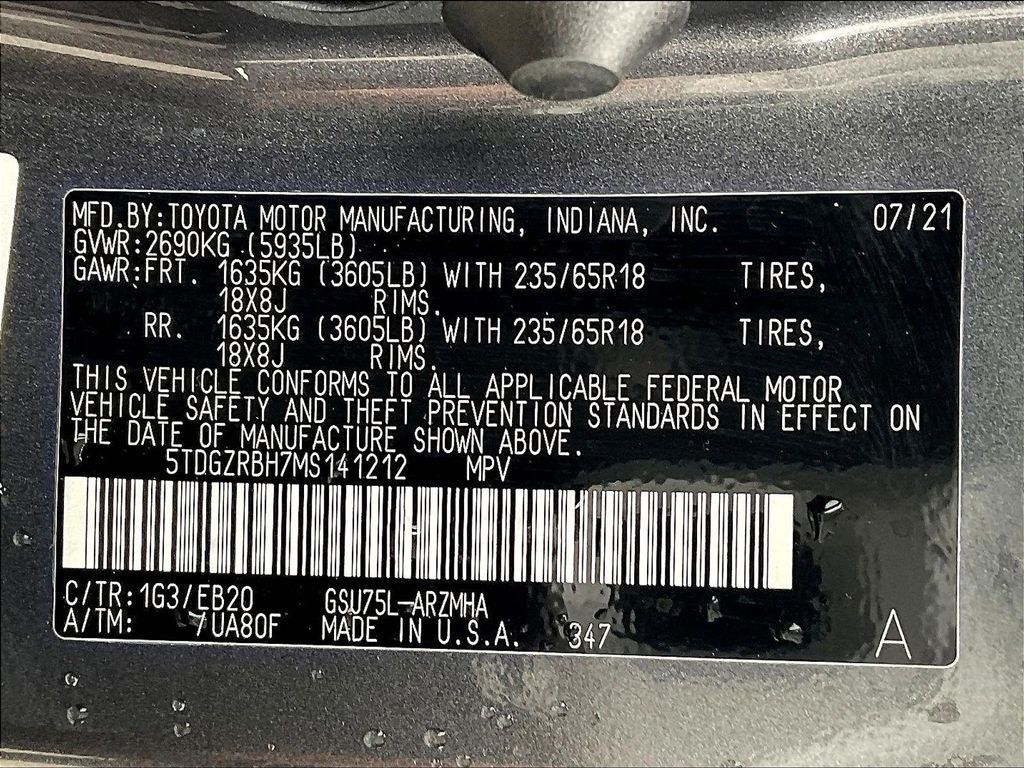 MFD.BY:TOYOTA MOTOR MANUFACTURING, INDIANA, INC. 07/21
GVWR:2690KG (5935LB)
GAWR:FRT. 1635KG (3605LB) WITH 235/65R18 TIRES,
18X8J RIMS.
RR. 1635KG (3605LB) WITH 235/65R18 TIRES,
18X8J RIMS.
THIS VEHICLE CONFORMS TO ALL APPLICABLE FEDERAL MOTOR
VEHICLE SAFETY AND THEFT PREVENTION STANDARDS IN EFFECT ON
THE DATE OF MANUFACTURE SHOWN ABOVE.
5TDGZRBH7MS141212 MPV
C/TR:1G3/EB20 GSU75L-ARZMHA
A/TM: 7UA80F MADE IN U.S.A. 347 A